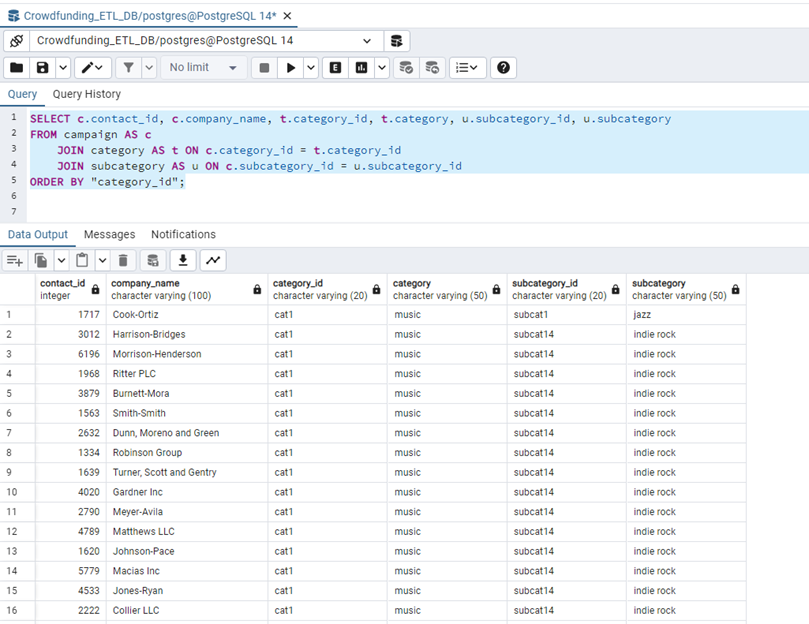 Crowdfunding_ETL_DB/postgres@PostgreSQL 14*
Crowdfunding_ETL_DB/postgres@PostgreSQL 14
No limit
E
Query Query History
1 SELECT c.contact_id, c.company_name, t.category_id, t.category, u.subcategory_id, u.subcategory
2 FROM campaign AS c
3 JOIN category AS t ON c.category_id = t.category_id
4 JOIN subcategory AS u ON c.subcategory_id = u.subcategory_id
5 ORDER BY "category_id";
6
7
Data Output Messages Notifications
contact_id company_name category_id category subcategory_id subcategory
integer character varying (100) character varying (20) character varying (50) character varying (20) character varying (50)
1 1717 Cook-Ortiz cat1 music subcat1 jazz
2 3012 Harrison-Bridges cat1 music subcat14 indie rock
3 6196 Morrison-Henderson cat1 music subcat14 indie rock
4 1968 Ritter PLC cat1 music subcat14 indie rock
5 3879 Burnett-Mora cat1 music subcat14 indie rock
6 1563 Smith-Smith cat1 music subcat14 indie rock
7 2632 Dunn, Moreno and Green cat1 music subcat14 indie rock
8 1334 Robinson Group cat1 music subcat14 indie rock
9 1639 Turner, Scott and Gentry cat1 music subcat14 indie rock
10 4020 Gardner Inc cat1 music subcat14 indie rock
11 2790 Meyer-Avila cat1 music subcat14 indie rock
12 4789 Matthews LLC cat1 music subcat14 indie rock
13 1620 Johnson-Pace cat1 music subcat14 indie rock
14 5779 Macias Inc cat1 music subcat14 indie rock
15 4533 Jones-Ryan cat1 music subcat14 indie rock
16 2222 Collier LLC cat1 music subcat14 indie rock